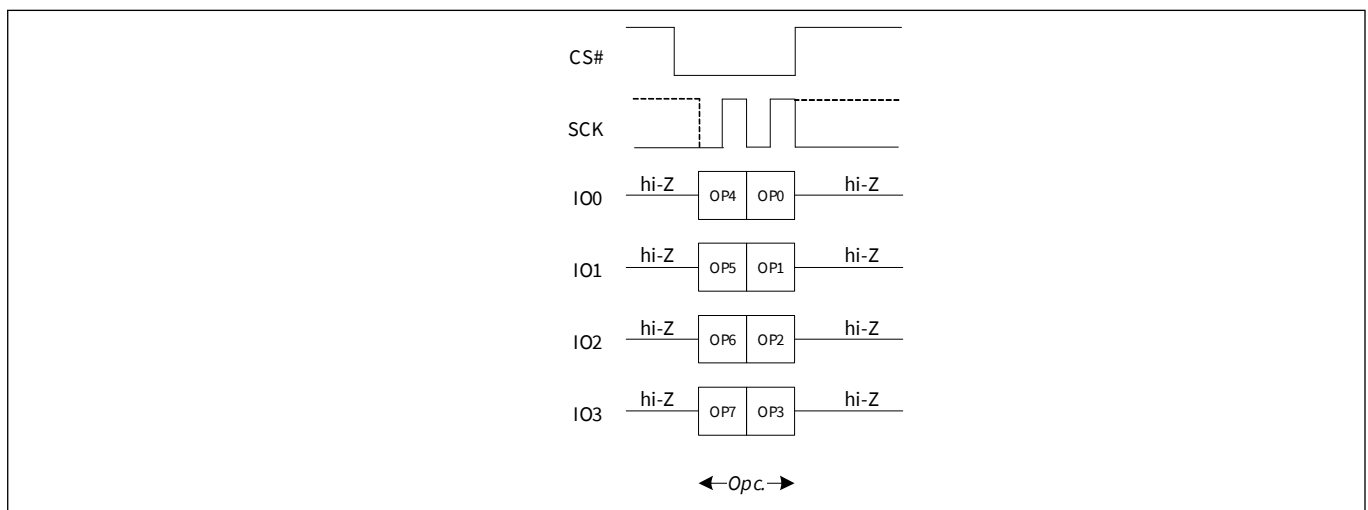 CS#
SCK
hi-Z hi-Z
IO0 OP4 OP0
hi-Z hi-Z
IO1 OP5 OP1
hi-Z hi-Z
IO2 OP6 OP2
hi-Z hi-Z
IO3 OP7 OP3
Opc.